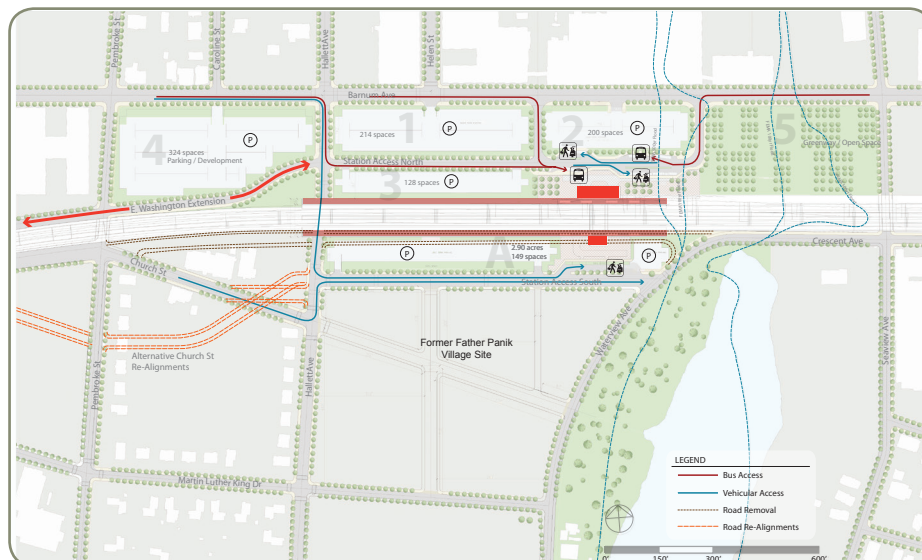 Pembroke St
Caroline St
Hallett Ave
Helen St
Barnum Ave
1
2
5
4
3
A
P
P
P
P
P
P
214 spaces
200 spaces
324 spaces
Parking / Development
Greenway / Open Space
Station Access North
128 spaces
E. Washington Extension
Crescent Ave
2.90 acres
149 spaces
Church St
Station Access South
Waterview Ave
Seaview Ave
Former Father Panik
Village Site
Alternative Church St
Re-Alignments
Pembroke St
Hallett Ave
Martin Luther King Dr
LEGEND
Bus Access
Vehicular Access
Road Removal
Road Re-Alignments
0'
150'
300'
600'